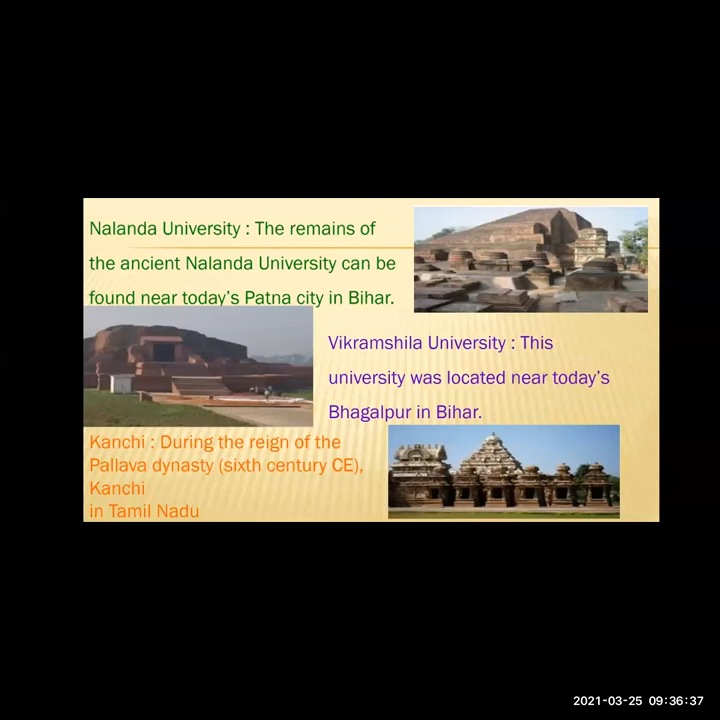 Nalanda University : The remains of
the ancient Nalanda University can be
found near today's Patna city in Bihar.
Vikramshila University : This
university was located near today's
Bhagalpur in Bihar.
Kanchi : During the reign of the
Pallava dynasty (sixth century CE),
Kanchi
in Tamil Nadu
2021-03-25 09:36:37